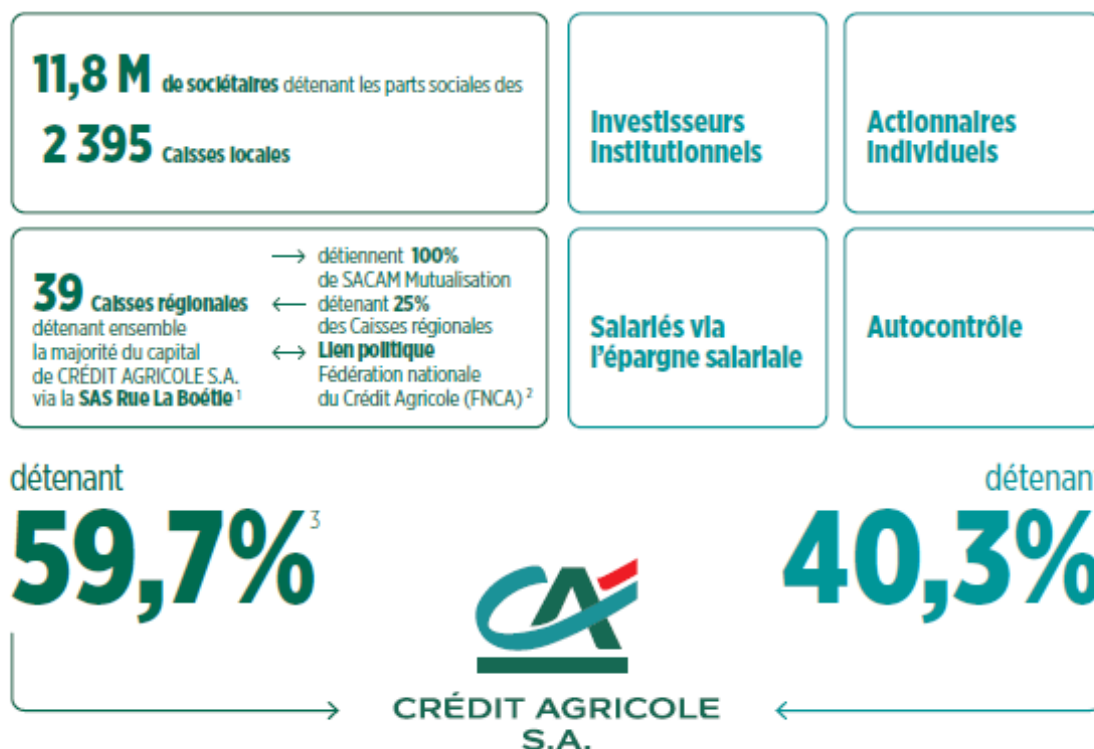 11,8 M de sociétaires détenant les parts sociales des
2 395 Caisses locales
Investisseurs
institutionnels
Actionnaires
individuels
39 Caisses régionales
détenant ensemble
la majorité du capital
de CRÉDIT AGRICOLE S.A.
via la SAS Rue La Boétie ¹
→ détiennent 100%
de SACAM Mutualisation
← détenant 25%
des Caisses régionales
↔ Lien politique
Fédération nationale
du Crédit Agricole (FNCA) ²
Salariés via
l'épargne salariale
Autocontrôle
détenant
59,7% ³
détenant
40,3%
CRÉDIT AGRICOLE
S.A.